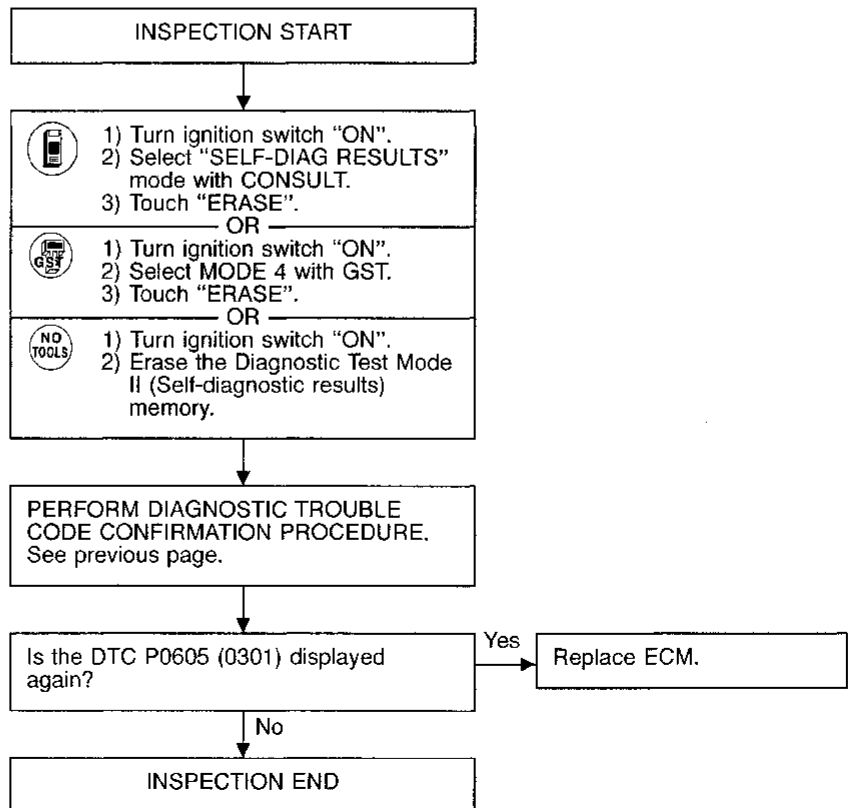 INSPECTION START
1) Turn ignition switch “ON”.
2) Select “SELF-DIAG RESULTS”
mode with CONSULT.
3) Touch “ERASE”.
OR
GST
1) Turn ignition switch “ON”.
2) Select MODE 4 with GST.
3) Touch “ERASE”.
OR
NO
TOOLS
1) Turn ignition switch “ON”.
2) Erase the Diagnostic Test Mode
II (Self-diagnostic results)
memory.
PERFORM DIAGNOSTIC TROUBLE
CODE CONFIRMATION PROCEDURE.
See previous page.
Is the DTC P0605 (0301) displayed
again?
Yes
Replace ECM.
No
INSPECTION END